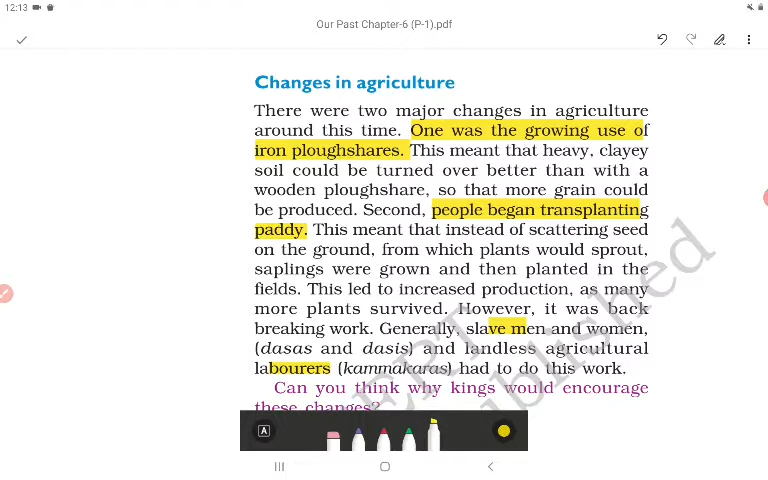 12:13
Our Past Chapter-6 (P-1).pdf
Changes in agriculture
There were two major changes in agriculture
around this time. One was the growing use of
iron ploughshares. This meant that heavy, clayey
soil could be turned over better than with a
wooden ploughshare, so that more grain could
be produced. Second, people began transplanting
paddy. This meant that instead of scattering seed
on the ground, from which plants would sprout,
saplings were grown and then planted in the
fields. This led to increased production, as many
more plants survived. However, it was back
breaking work. Generally, slave men and women,
(dasas and dasis) and landless agricultural
labourers (kammakaras) had to do this work.
Can you think why kings would encourage
these changes?
A